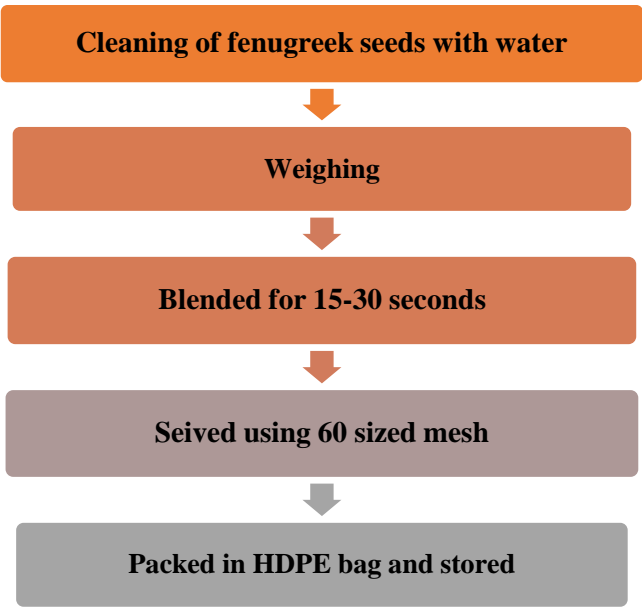 Cleaning of fenugreek seeds with water
Weighing
Blended for 15-30 seconds
Seived using 60 sized mesh
Packed in HDPE bag and stored